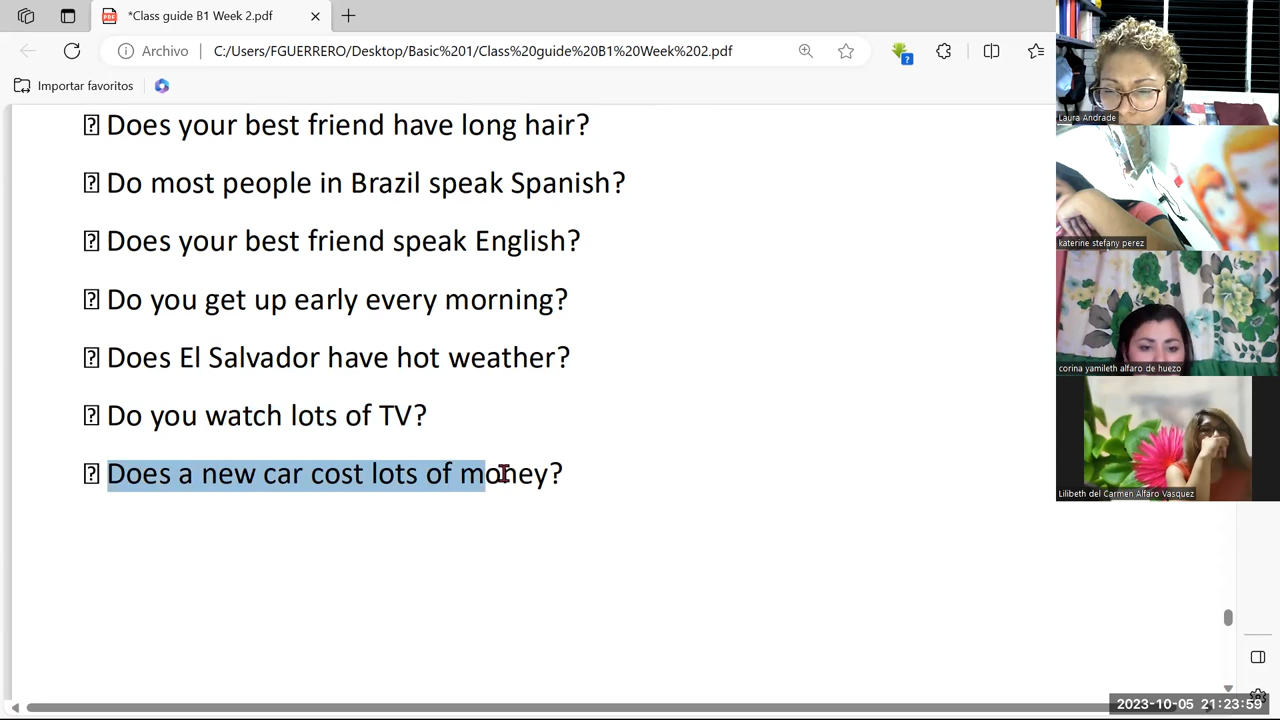 *Class guide B1 Week 2.pdf
Archivo
C:/Users/FGUERRERO/Desktop/Basic%201/Class%20guide%20B1%20Week%202.pdf
Importar favoritos
Does your best friend have long hair?
Do most people in Brazil speak Spanish?
Does your best friend speak English?
Do you get up early every morning?
Does El Salvador have hot weather?
Do you watch lots of TV?
Does a new car cost lots of money?
Laura Andrade
katerine stefany perez
corina yamileth alfaro de huezo
Lilibeth del Carmen Alfaro Vasquez
2023-10-05 21:23:59